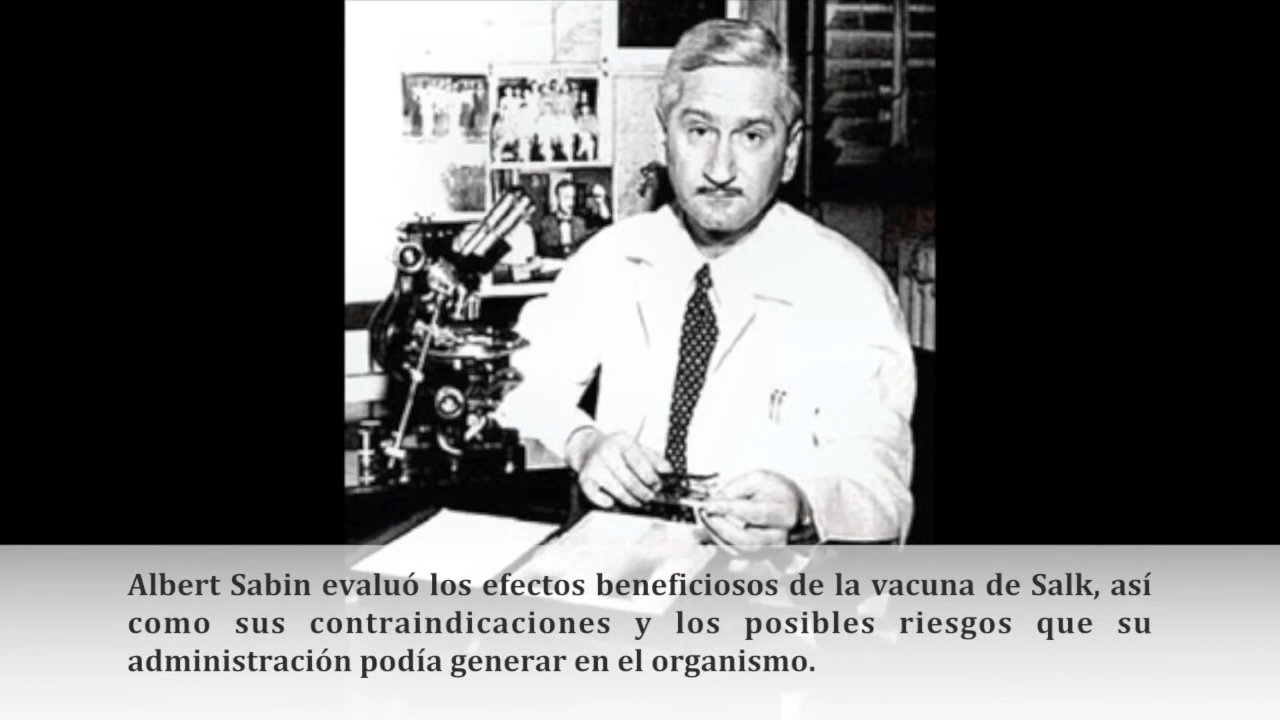 Albert Sabin evaluó los efectos beneficiosos de la vacuna de Salk, así
como sus contraindicaciones y los posibles riesgos que su
administración podía generar en el organismo.